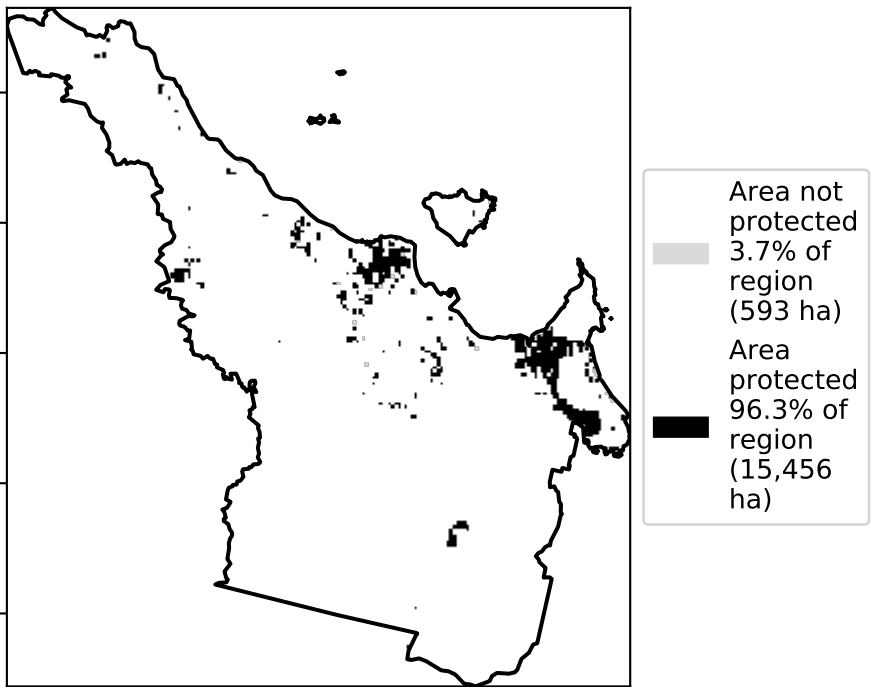 Area not
protected
3.7% of
region
(593 ha)
Area
protected
96.3% of
region
(15,456
ha)